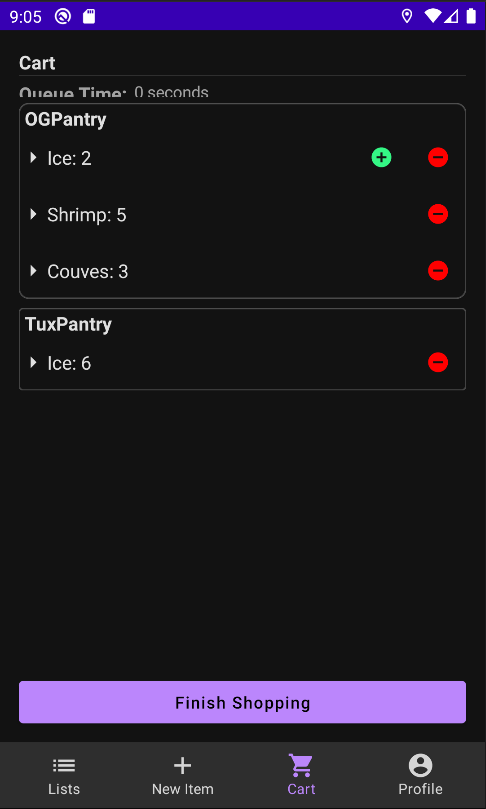 9:05
Cart
Queue Time: 0 seconds
OGPantry
Ice: 2
Shrimp: 5
Couves: 3
TuxPantry
Ice: 6
Finish Shopping
Lists New Item Cart Profile